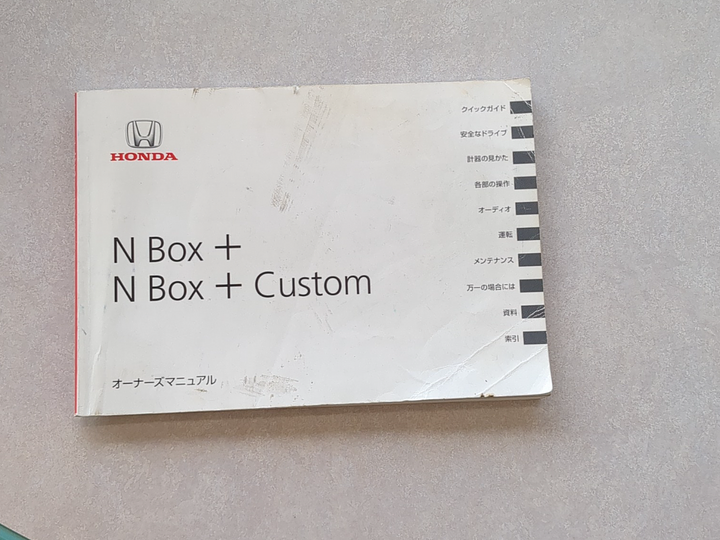 HONDA
N Box +
N Box + Custom
オーナーズマニュアル
クイックガイド
安全なドライブ
計器の見かた
各部の操作
オーディオ
運転
メンテナンス
万一の場合には
資料
索引